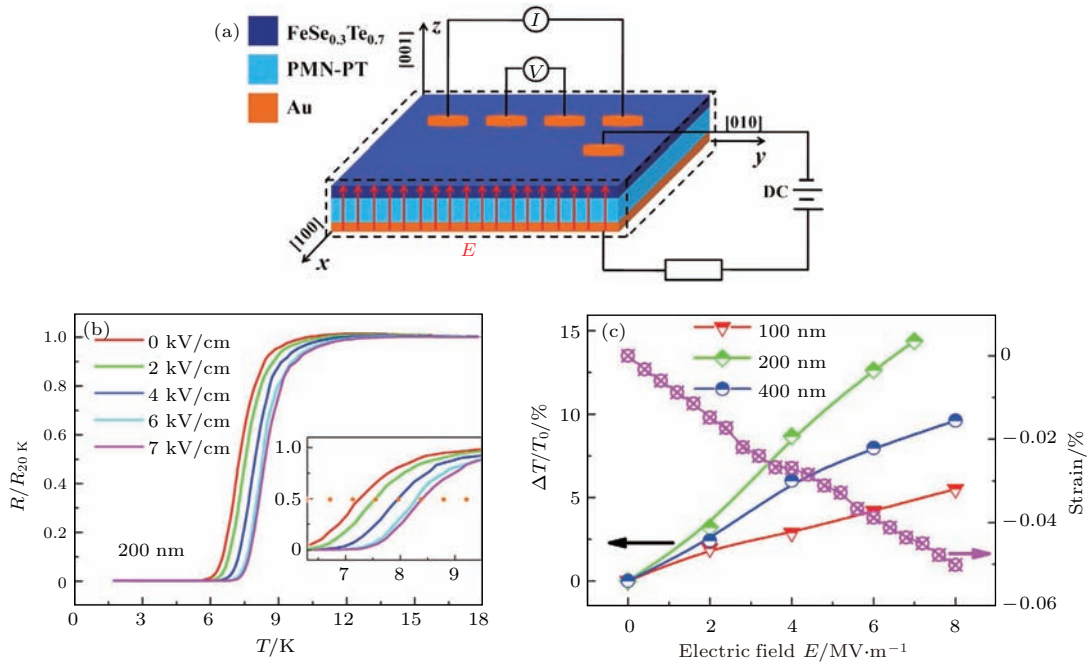 (a)
FeSe₀.₃Te₀.₇
PMN-PT
Au
[001]
z
I
V
[010]
y
DC
[100]
x
E
(b)
R/R₂₀ K
1.0
0.8
0.6
0.4
0.2
0
0 kV/cm
2 kV/cm
4 kV/cm
6 kV/cm
7 kV/cm
200 nm
1.0
0.5
0
7 8 9
0 3 6 9 12 15 18
T/K
(c)
ΔT/T₀/%
15
10
5
0
100 nm
200 nm
400 nm
0
−0.02
−0.04
−0.06
Strain/%
0 2 4 6 8
Electric field E/MV·m⁻¹